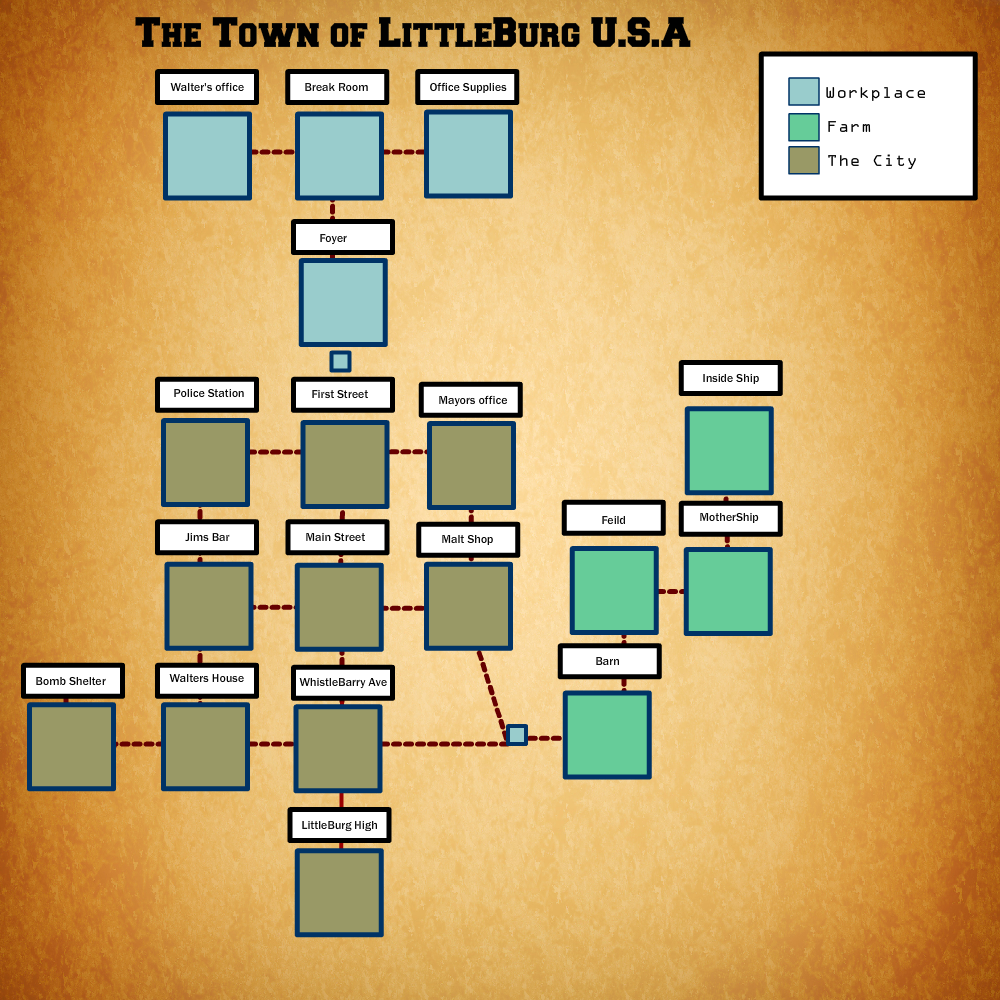 The Town of LittleBurg U.S.A
Walter's office
Break Room
Office Supplies
Workplace
Farm
The City
Foyer
Police Station
First Street
Mayors office
Inside Ship
Jims Bar
Main Street
Malt Shop
Feild
MotherShip
Bomb Shelter
Walters House
WhistleBarry Ave
Barn
LittleBurg High